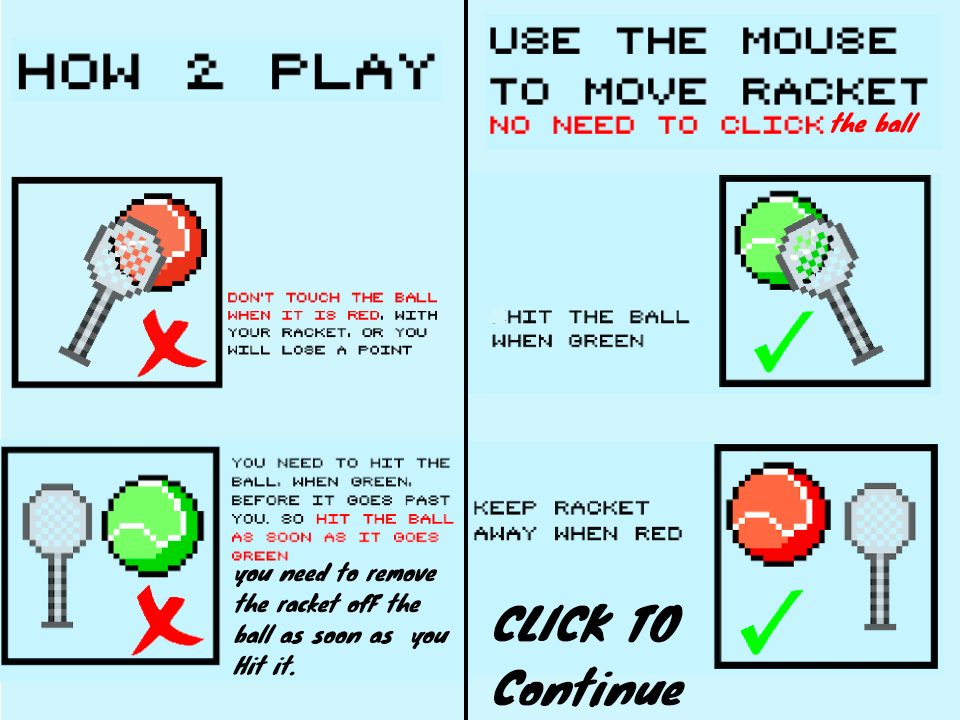 HOW 2 PLAY
DON'T TOUCH THE BALL
WHEN IT IS RED, WITH
YOUR RACKET, OR YOU
WILL LOSE A POINT
YOU NEED TO HIT THE
BALL, WHEN GREEN,
BEFORE IT GOES PAST
YOU. SO HIT THE BALL
AS SOON AS IT GOES
GREEN
you need to remove
the racket off the
ball as soon as you
Hit it.
USE THE MOUSE
TO MOVE RACKET
NO NEED TO CLICK the ball
HIT THE BALL
WHEN GREEN
KEEP RACKET
AWAY WHEN RED
CLICK TO
Continue